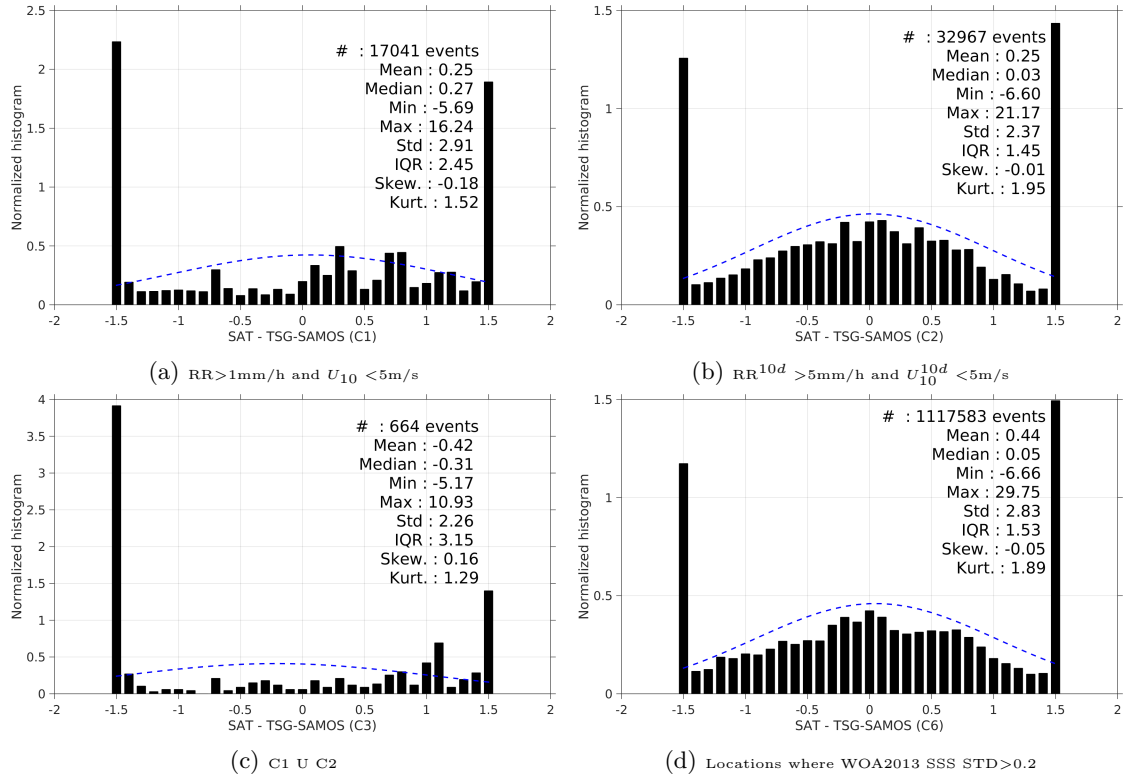 2.5
2
1.5
1
0.5
0
-2
-1.5
-1
-0.5
0
0.5
1
1.5
2
Normalized histogram
SAT - TSG-SAMOS (C1)
# : 17041 events
Mean : 0.25
Median : 0.27
Min : -5.69
Max : 16.24
Std : 2.91
IQR : 2.45
Skew. : -0.18
Kurt. : 1.52
(a) RR>1mm/h and U10 <5m/s
1.5
1
0.5
0
-2
-1.5
-1
-0.5
0
0.5
1
1.5
2
Normalized histogram
SAT - TSG-SAMOS (C2)
# : 32967 events
Mean : 0.25
Median : 0.03
Min : -6.60
Max : 21.17
Std : 2.37
IQR : 1.45
Skew. : -0.01
Kurt. : 1.95
(b) RR^10d >5mm/h and U10^10d <5m/s
4
3.5
3
2.5
2
1.5
1
0.5
0
-2
-1.5
-1
-0.5
0
0.5
1
1.5
2
Normalized histogram
SAT - TSG-SAMOS (C3)
# : 664 events
Mean : -0.42
Median : -0.31
Min : -5.17
Max : 10.93
Std : 2.26
IQR : 3.15
Skew. : 0.16
Kurt. : 1.29
(c) C1 U C2
1.5
1
0.5
0
-2
-1.5
-1
-0.5
0
0.5
1
1.5
2
Normalized histogram
SAT - TSG-SAMOS (C6)
# : 1117583 events
Mean : 0.44
Median : 0.05
Min : -6.66
Max : 29.75
Std : 2.83
IQR : 1.53
Skew. : -0.05
Kurt. : 1.89
(d) Locations where WOA2013 SSS STD>0.2